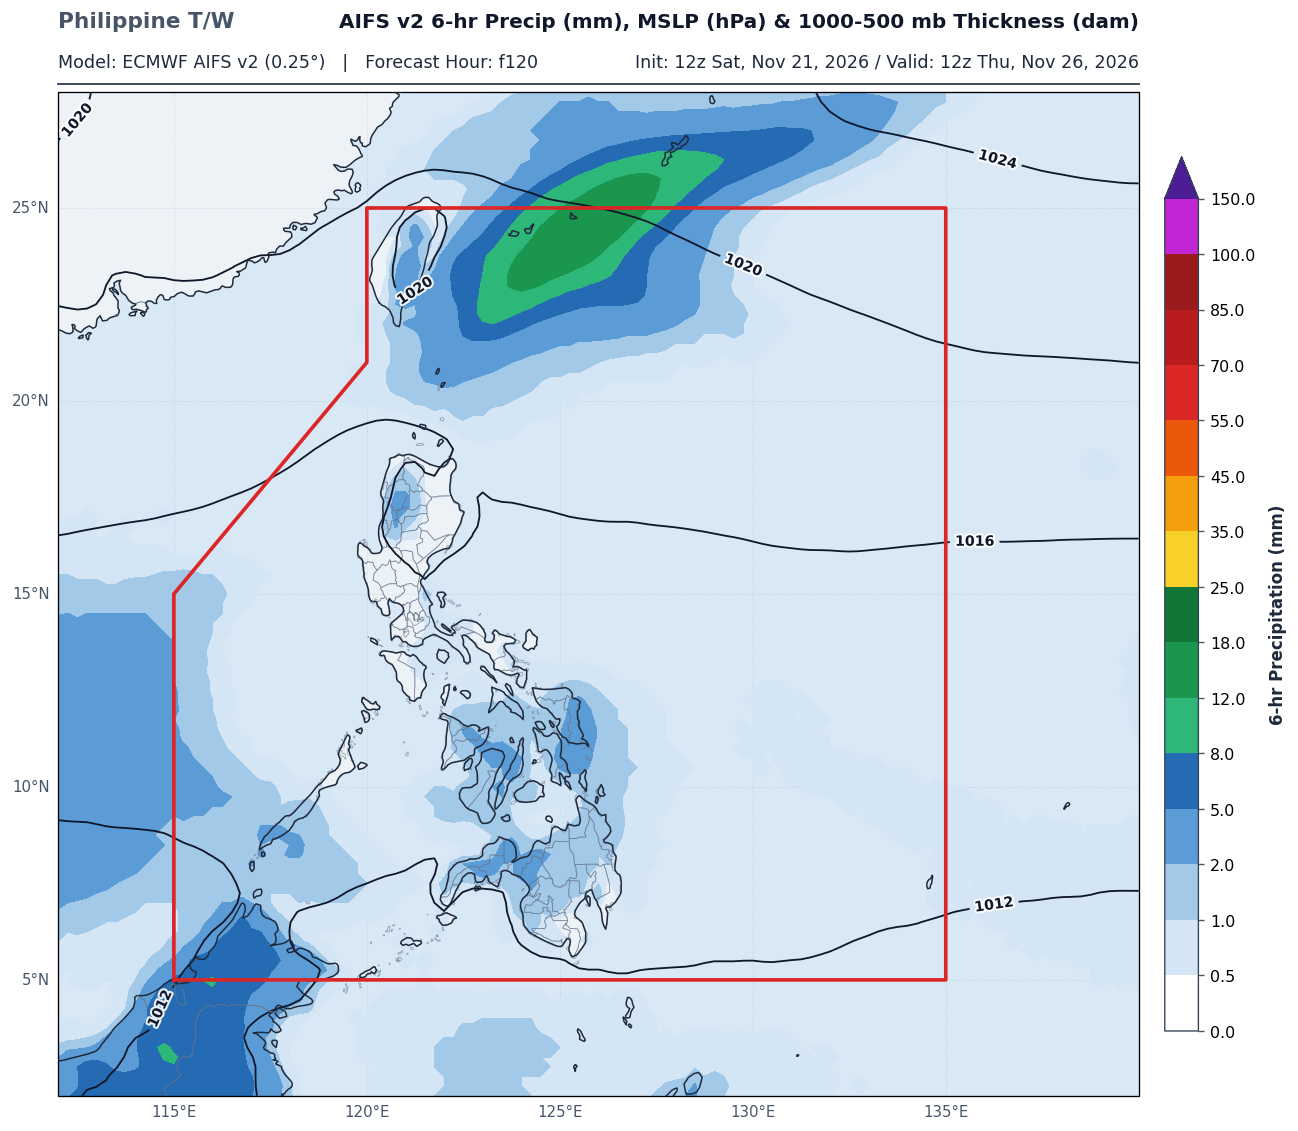 Philippine T/W
AIFS v2 6-hr Precip (mm), MSLP (hPa) & 1000-500 mb Thickness (dam)
Model: ECMWF AIFS v2 (0.25°)   |   Forecast Hour: f120
Init: 12z Sat, Nov 21, 2026 / Valid: 12z Thu, Nov 26, 2026
1020
1024
1020
1020
1016
1012
1012
25°N
20°N
15°N
10°N
5°N
115°E
120°E
125°E
130°E
135°E
150.0
100.0
85.0
70.0
55.0
45.0
35.0
25.0
18.0
12.0
8.0
5.0
2.0
1.0
0.5
0.0
6-hr Precipitation (mm)